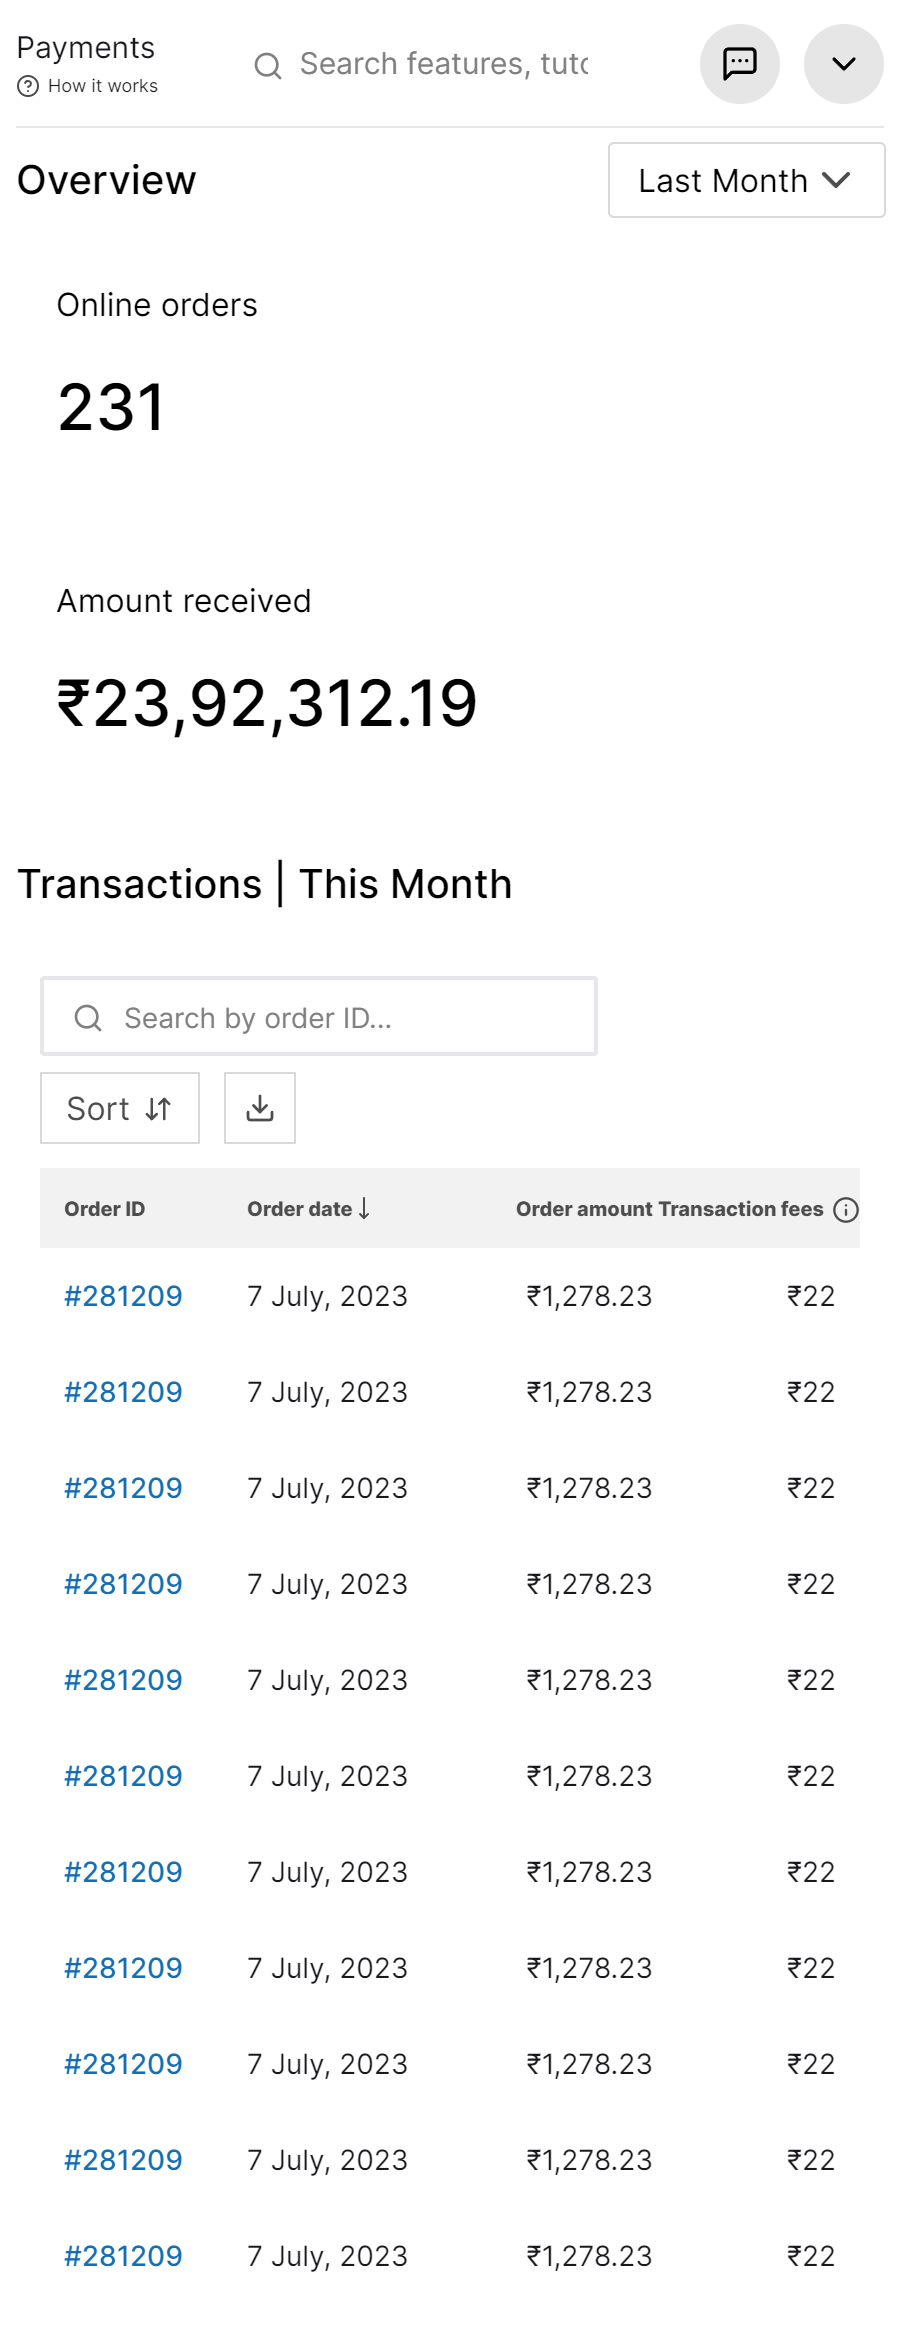 Payments
How it works
Search features, tuto
Overview
Last Month
Online orders
231
Amount received
₹23,92,312.19
Transactions | This Month
Search by order ID...
Sort
Order ID Order date Order amount Transaction fees
#281209 7 July, 2023 ₹1,278.23 ₹22
#281209 7 July, 2023 ₹1,278.23 ₹22
#281209 7 July, 2023 ₹1,278.23 ₹22
#281209 7 July, 2023 ₹1,278.23 ₹22
#281209 7 July, 2023 ₹1,278.23 ₹22
#281209 7 July, 2023 ₹1,278.23 ₹22
#281209 7 July, 2023 ₹1,278.23 ₹22
#281209 7 July, 2023 ₹1,278.23 ₹22
#281209 7 July, 2023 ₹1,278.23 ₹22
#281209 7 July, 2023 ₹1,278.23 ₹22
#281209 7 July, 2023 ₹1,278.23 ₹22